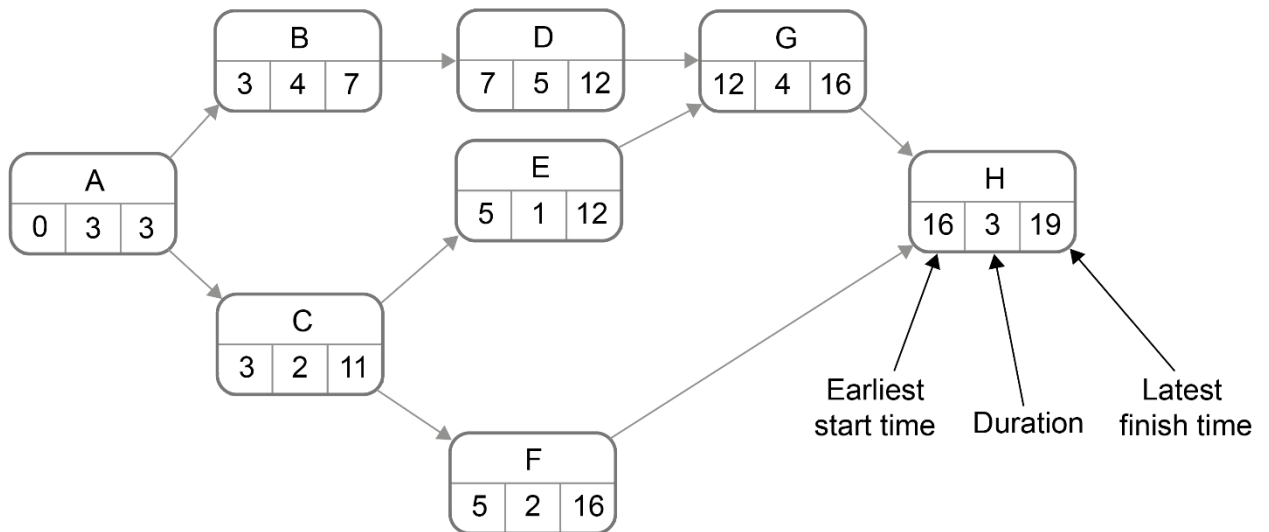 B
3 4 7
D
7 5 12
G
12 4 16
A
0 3 3
E
5 1 12
H
16 3 19
C
3 2 11
F
5 2 16
Earliest
start time
Duration
Latest
finish time